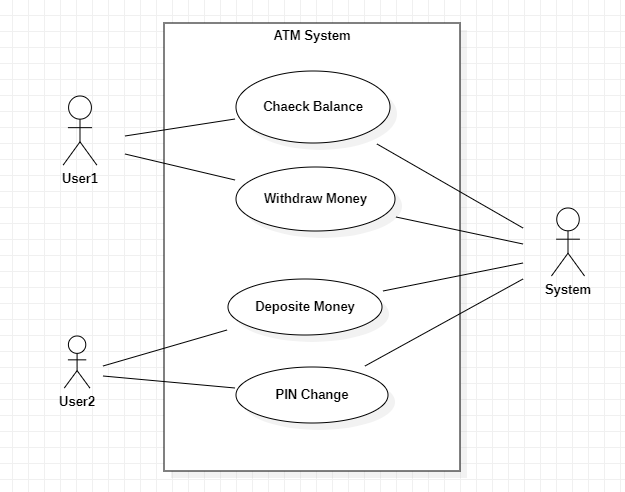 ATM System
Chaeck Balance
User1
Withdraw Money
System
Deposite Money
User2
PIN Change